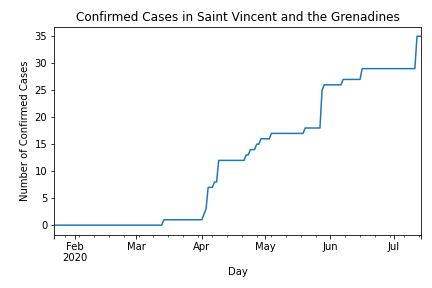 Confirmed Cases in Saint Vincent and the Grenadines
Number of Confirmed Cases
35
30
25
20
15
10
5
0
Feb Mar Apr May Jun Jul
2020
Day